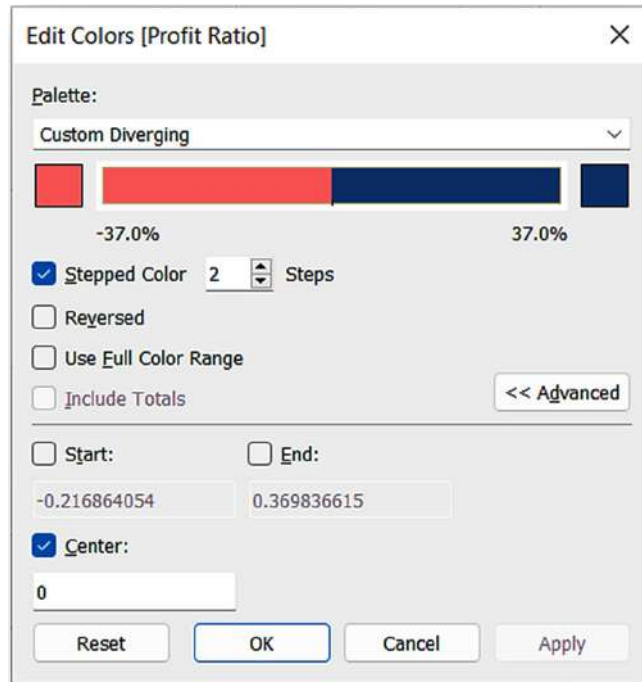 Edit Colors [Profit Ratio]
Palette:
Custom Diverging
-37.0% 37.0%
Stepped Color 2 Steps
Reversed
Use Full Color Range
Include Totals << Advanced
Start: End:
-0.216864054 0.369836615
Center:
0
Reset OK Cancel Apply